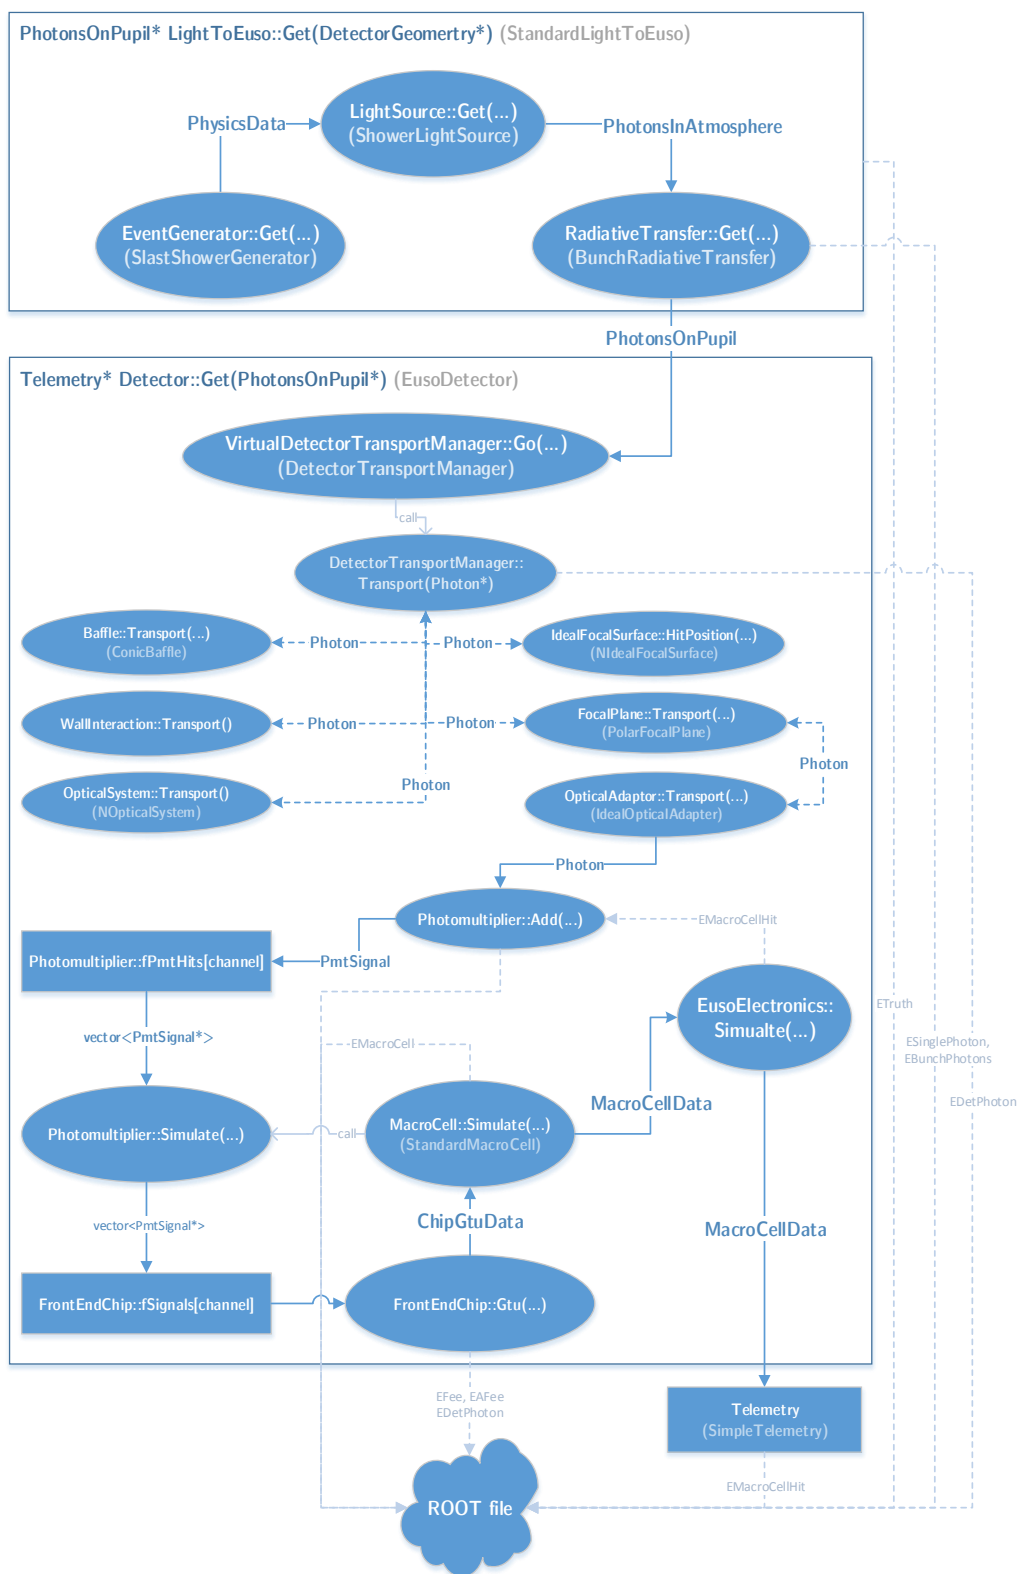 PhotonsOnPupil* LightToEuso::Get(DetectorGeomertry*) (StandardLightToEuso)
LightSource::Get(...)
(ShowerLightSource)
PhysicsData
PhotonsInAtmosphere
EventGenerator::Get(...)
(SlastShowerGenerator)
RadiativeTransfer::Get(...)
(BunchRadiativeTransfer)
PhotonsOnPupil
Telemetry* Detector::Get(PhotonsOnPupil*) (EusoDetector)
VirtualDetectorTransportManager::Go(...)
(DetectorTransportManager)
call
DetectorTransportManager::
Transport(Photon*)
Baffle::Transport(...)
(ConicBaffle)
Photon
Photon
IdealFocalSurface::HitPosition(...)
(NIdealFocalSurface)
WallInteraction::Transport()
Photon
Photon
FocalPlane::Transport(...)
(PolarFocalPlane)
Photon
Photon
OpticalSystem::Transport()
(NOpticalSystem)
OpticalAdaptor::Transport(...)
(IdealOpticalAdapter)
Photon
Photomultiplier::Add(...)
EMacroCellHit
Photomultiplier::fPmtHits[channel]
PmtSignal
EusoElectronics::
Simualte(...)
ETruth
vector<PmtSignal*>
EMacroCell
ESinglePhoton,
EBunchPhotons
EDetPhoton
MacroCellData
Photomultiplier::Simulate(...)
call
MacroCell::Simulate(...)
(StandardMacroCell)
vector<PmtSignal*>
ChipGtuData
MacroCellData
FrontEndChip::fSignals[channel]
FrontEndChip::Gtu(...)
EFee, EAFee
EDetPhoton
Telemetry
(SimpleTelemetry)
EMacroCellHit
ROOT file